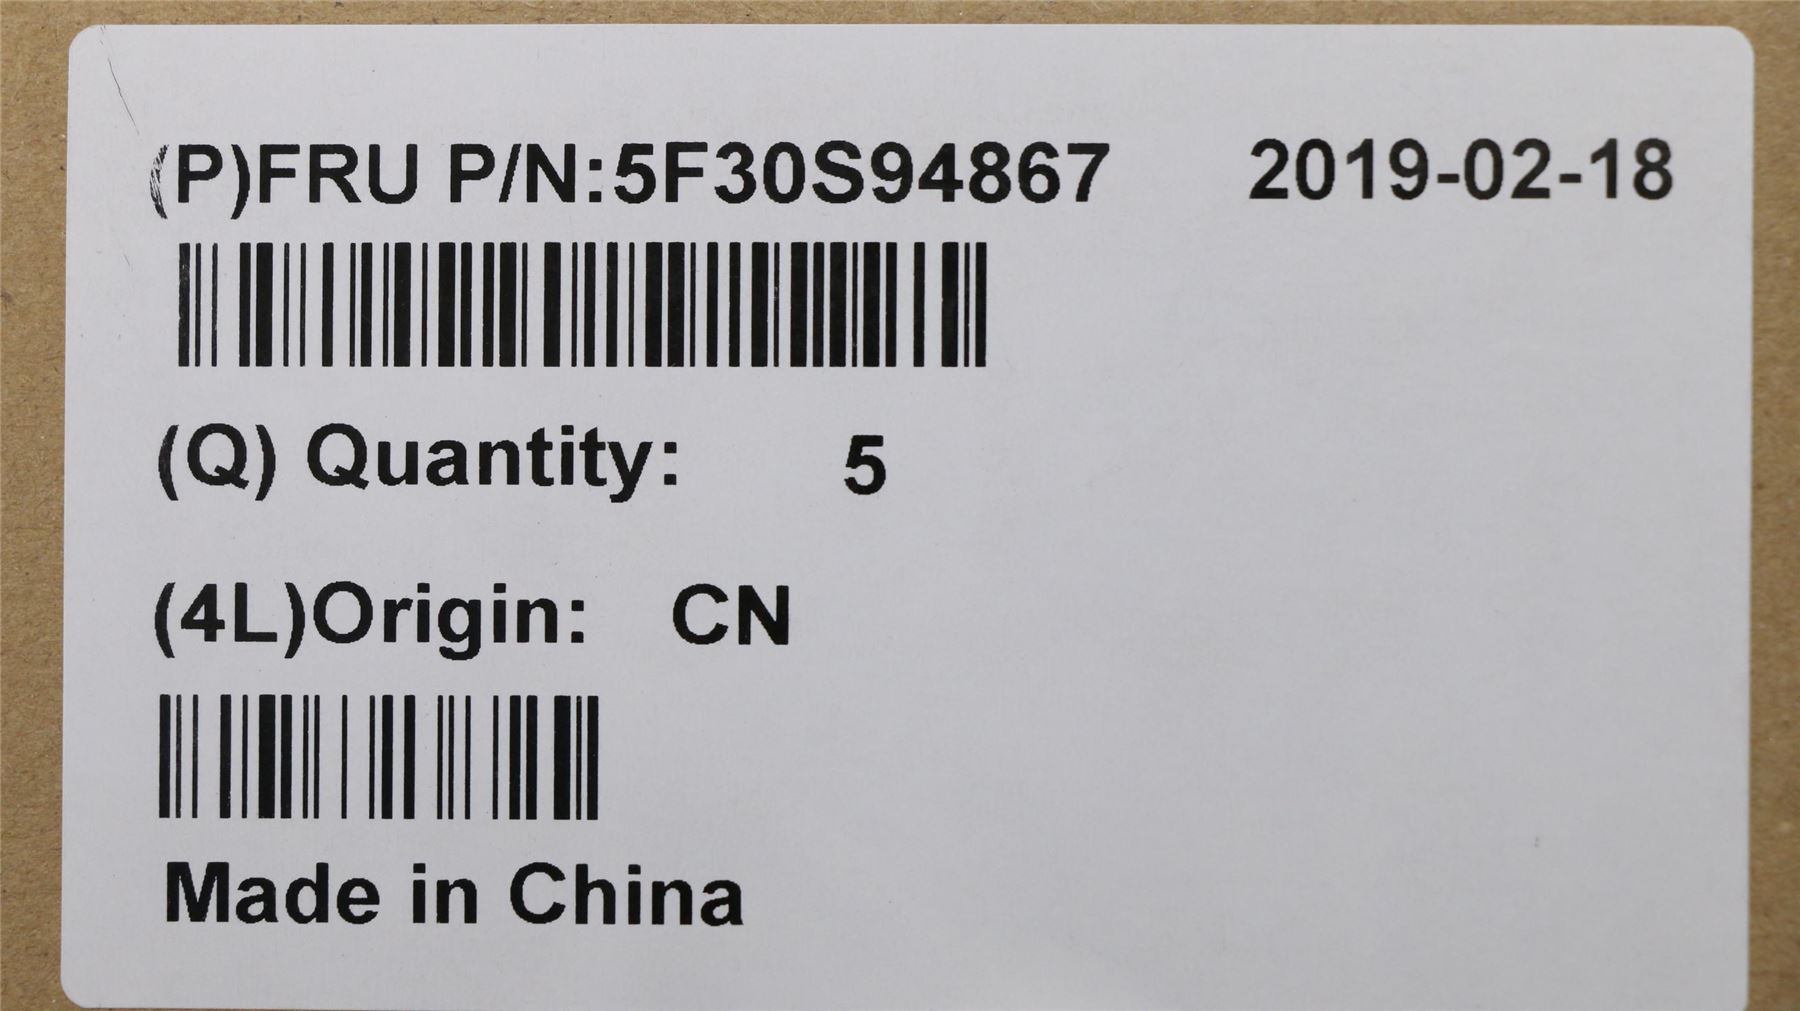 (P)FRU P/N:5F30S94867 2019-02-18
(Q) Quantity: 5
(4L)Origin: CN
Made in China